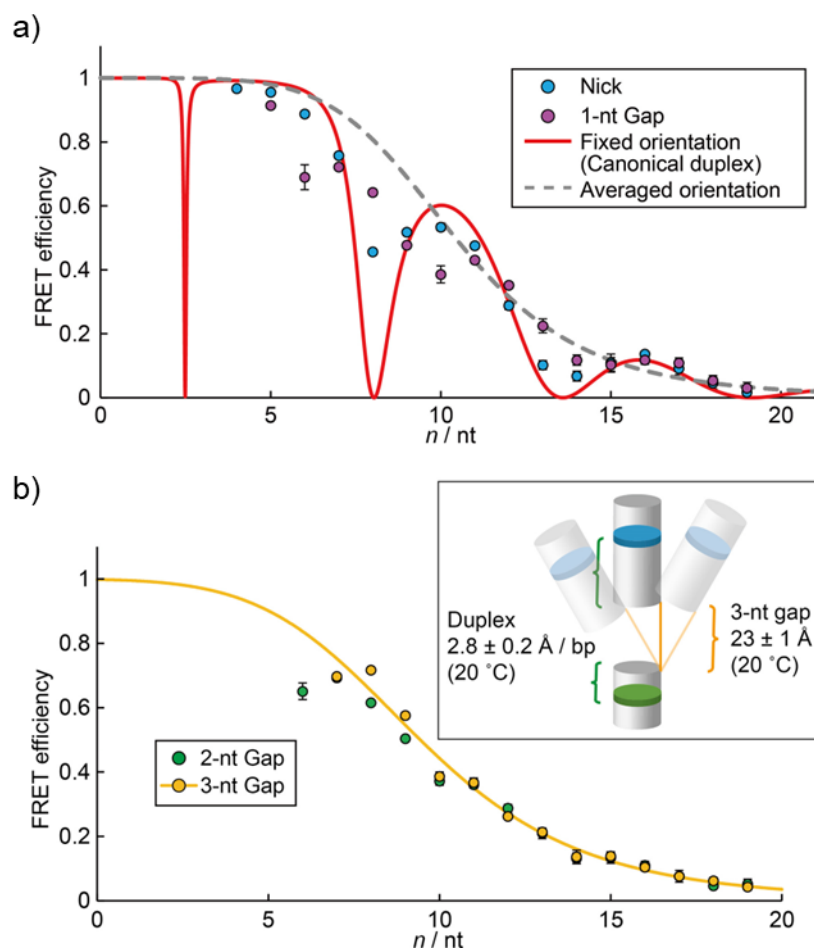 a)
FRET efficiency
1
0.8
0.6
0.4
0.2
0
Nick
1-nt Gap
Fixed orientation
(Canonical duplex)
Averaged orientation
0 5 10 15 20
n / nt
b)
FRET efficiency
1
0.8
0.6
0.4
0.2
0
Duplex
2.8 ± 0.2 Å / bp
(20 ˚C)
3-nt gap
23 ± 1 Å
(20 ˚C)
2-nt Gap
3-nt Gap
0 5 10 15 20
n / nt